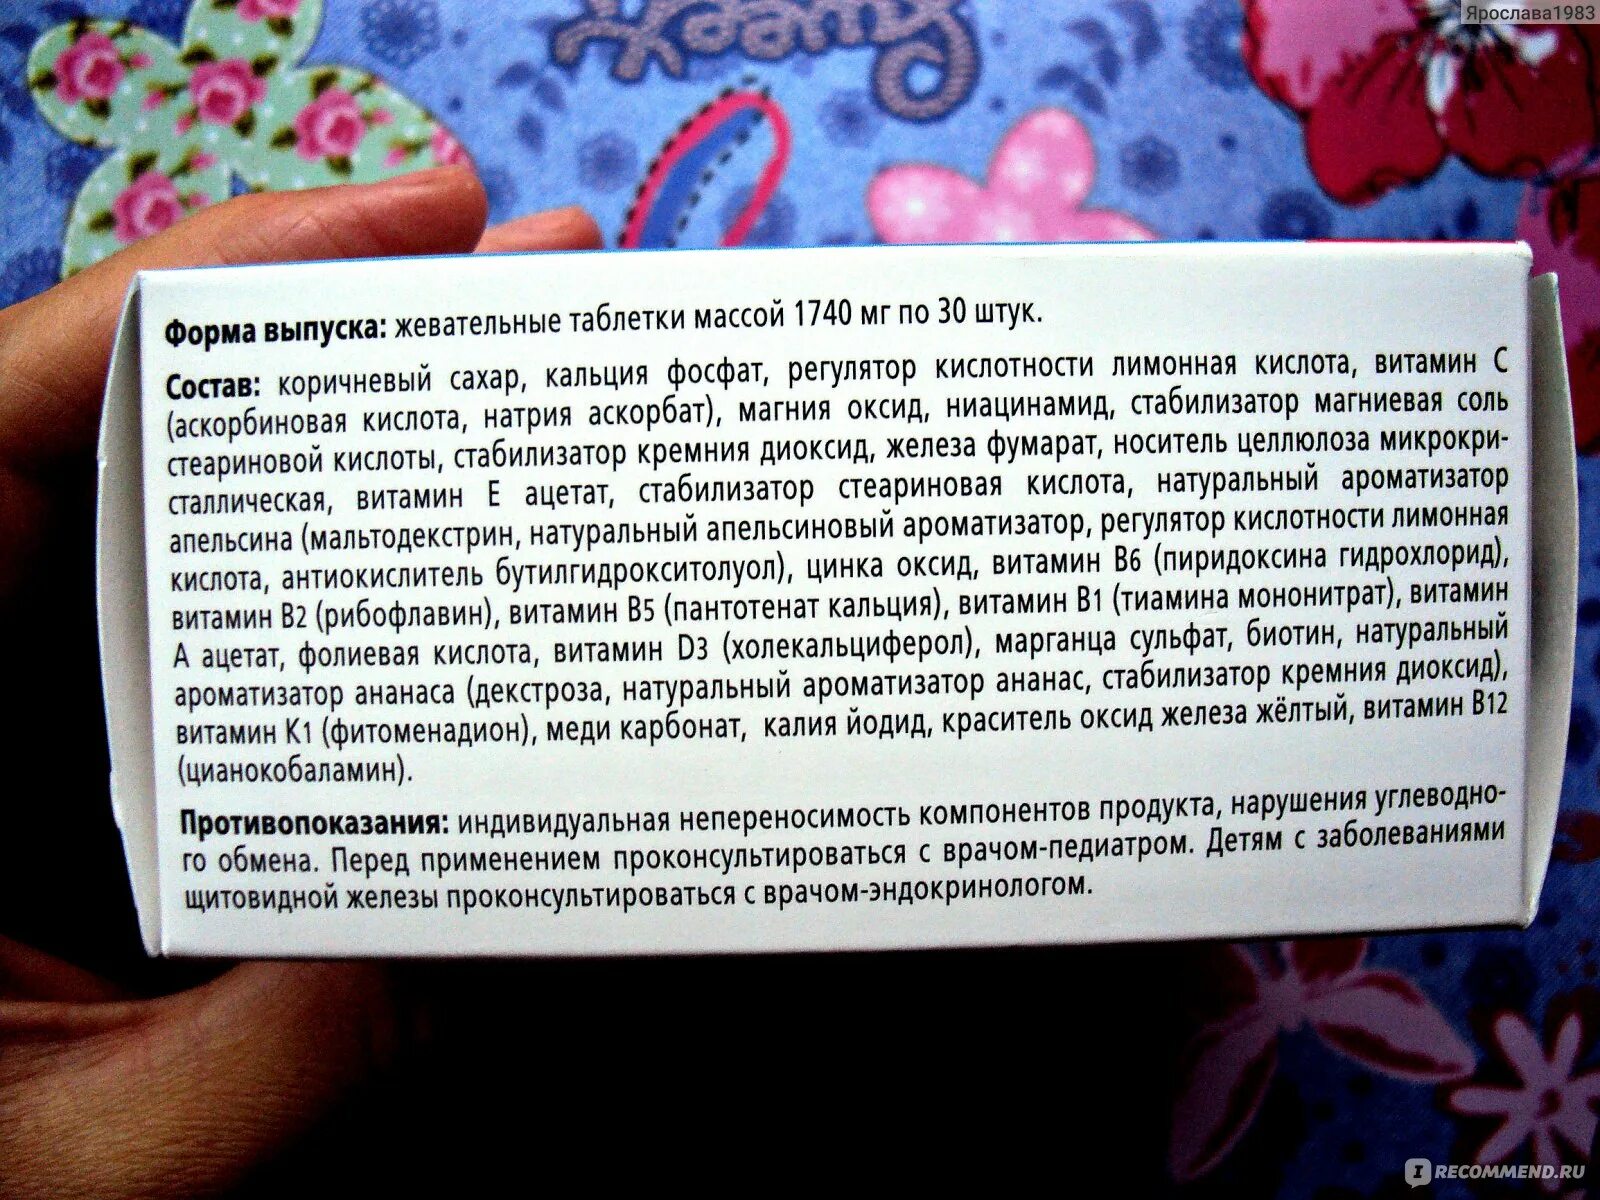 Ярослава1983
Форма выпуска: жевательные таблетки массой 1740 мг по 30 штук.
Состав: коричневый сахар, кальция фосфат, регулятор кислотности лимонная кислота, витамин С
(аскорбиновая кислота, натрия аскорбат), магния оксид, ниацинамид, стабилизатор магниевая соль
стеариновой кислоты, стабилизатор кремния диоксид, железа фумарат, носитель целлюлоза микрокри-
сталлическая, витамин Е ацетат, стабилизатор стеариновая кислота, натуральный ароматизатор
апельсина (мальтодекстрин, натуральный апельсиновый ароматизатор, регулятор кислотности лимонная
кислота, антиокислитель бутилгидрокситолуол), цинка оксид, витамин В6 (пиридоксина гидрохлорид),
витамин В2 (рибофлавин), витамин В5 (пантотенат кальция), витамин В1 (тиамина мононитрат), витамин
А ацетат, фолиевая кислота, витамин D3 (холекальциферол), марганца сульфат, биотин, натуральный
ароматизатор ананаса (декстроза, натуральный ароматизатор ананас, стабилизатор кремния диоксид),
витамин К1 (фитоменадион), меди карбонат, калия йодид, краситель оксид железа жёлтый, витамин В12
(цианокобаламин).
Противопоказания: индивидуальная непереносимость компонентов продукта, нарушения углеводно-
го обмена. Перед применением проконсультироваться с врачом-педиатром. Детям с заболеваниями
щитовидной железы проконсультироваться с врачом-эндокринологом.
RECOMMEND.RU